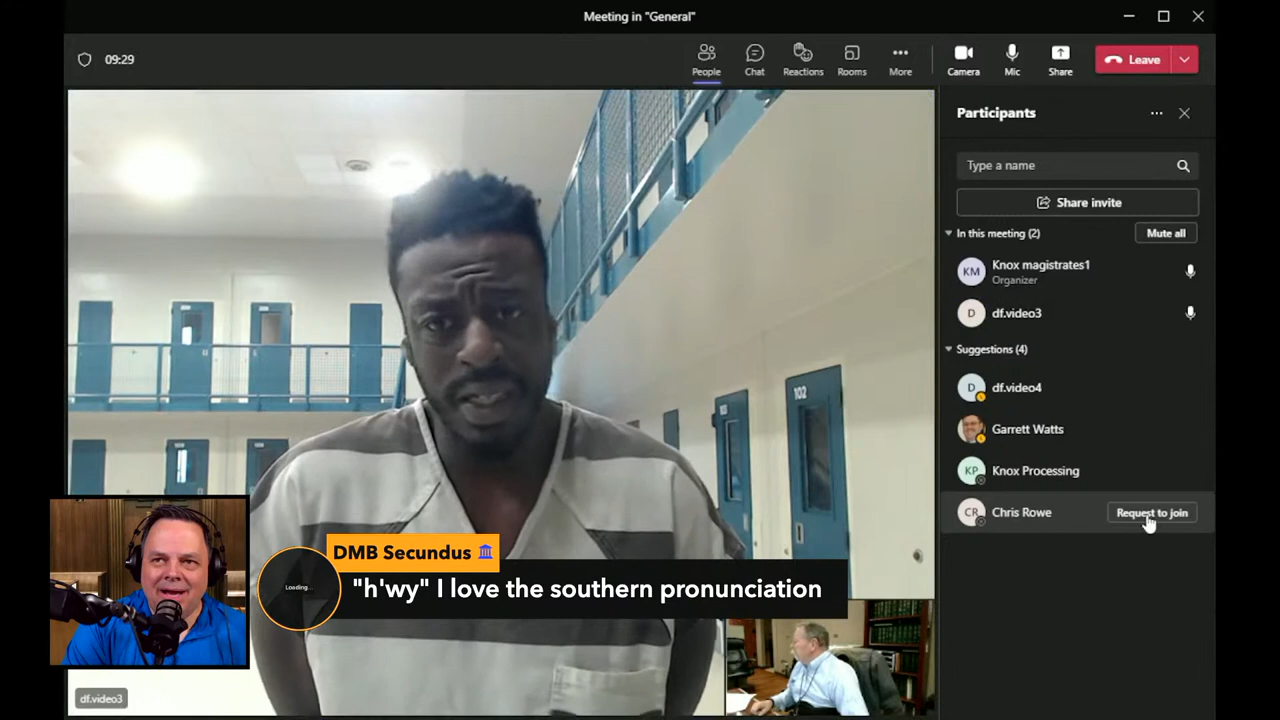 Meeting in "General"
09:29
People
Chat
Reactions
Rooms
More
Camera
Mic
Share
Leave
Participants
Type a name
Share invite
In this meeting (2)
Mute all
KM
Knox magistrates1
Organizer
D
df.video3
Suggestions (4)
D
df.video4
Garrett Watts
KP
Knox Processing
CR
Chris Rowe
Request to join
102
103
DMB Secundus
Loading...
"h'wy" I love the southern pronunciation
df.video3